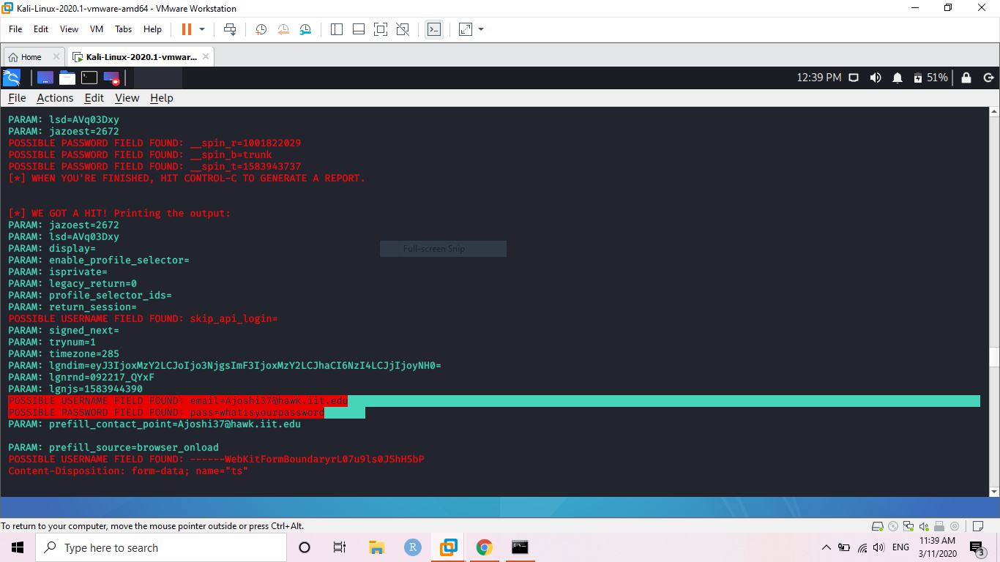 Kali-Linux-2020.1-vmware-amd64 - VMware Workstation
File Edit View VM Tabs Help
Home
Kali-Linux-2020.1-vmwar...
12:39 PM
51%
File Actions Edit View Help
PARAM: lsd=AVq03Dxy
PARAM: jazoest=2672
POSSIBLE PASSWORD FIELD FOUND: __spin_r=1001822029
POSSIBLE PASSWORD FIELD FOUND: __spin_b=trunk
POSSIBLE PASSWORD FIELD FOUND: __spin_t=1583943737
[*] WHEN YOU'RE FINISHED, HIT CONTROL-C TO GENERATE A REPORT.
[*] WE GOT A HIT! Printing the output:
PARAM: jazoest=2672
PARAM: lsd=AVq03Dxy
PARAM: display=
Full-screen Snip
PARAM: enable_profile_selector=
PARAM: isprivate=
PARAM: legacy_return=0
PARAM: profile_selector_ids=
PARAM: return_session=
POSSIBLE USERNAME FIELD FOUND: skip_api_login=
PARAM: signed_next=
PARAM: trynum=1
PARAM: timezone=285
PARAM: lgndim=eyJ3IjoxMzY2LCJoIjo3NjgsImF3IjoxMzY2LCJhaCI6NzI4LCJjIjoyNH0=
PARAM: lgnrnd=092217_QYxF
PARAM: lgnjs=1583944390
POSSIBLE USERNAME FIELD FOUND: email=Ajoshi37@hawk.iit.edu
POSSIBLE PASSWORD FIELD FOUND: pass=whatisyourpassword
PARAM: prefill_contact_point=Ajoshi37@hawk.iit.edu
PARAM: prefill_source=browser_onload
POSSIBLE USERNAME FIELD FOUND: ------WebKitFormBoundaryrL07u9ls0JShH5bP
Content-Disposition: form-data; name="ts"
To return to your computer, move the mouse pointer outside or press Ctrl+Alt.
Type here to search
R
ENG
11:39 AM
3/11/2020
3